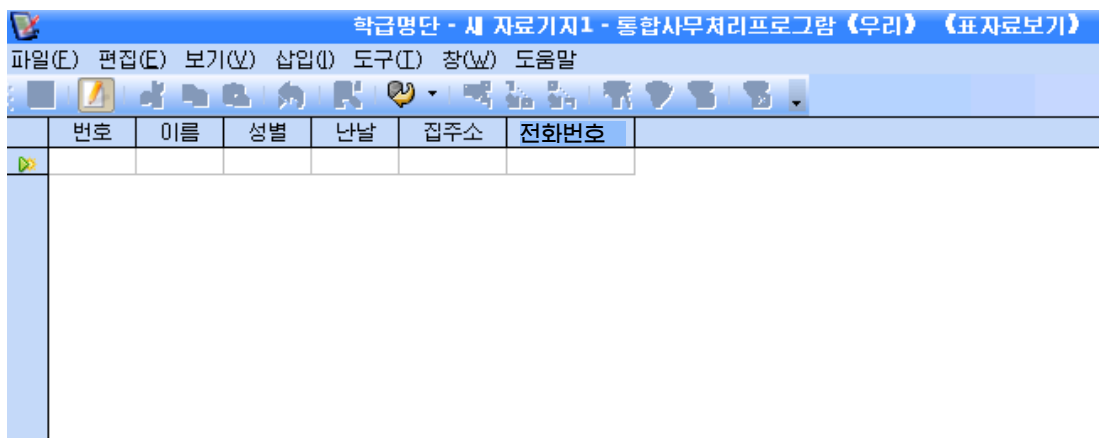 학급명단 - 새 자료기지1 - 통합사무처리프로그람《우리》 《표자료보기》
파일(F) 편집(E) 보기(V) 삽입(I) 도구(T) 창(W) 도움말
번호 이름 성별 난날 집주소 전화번호